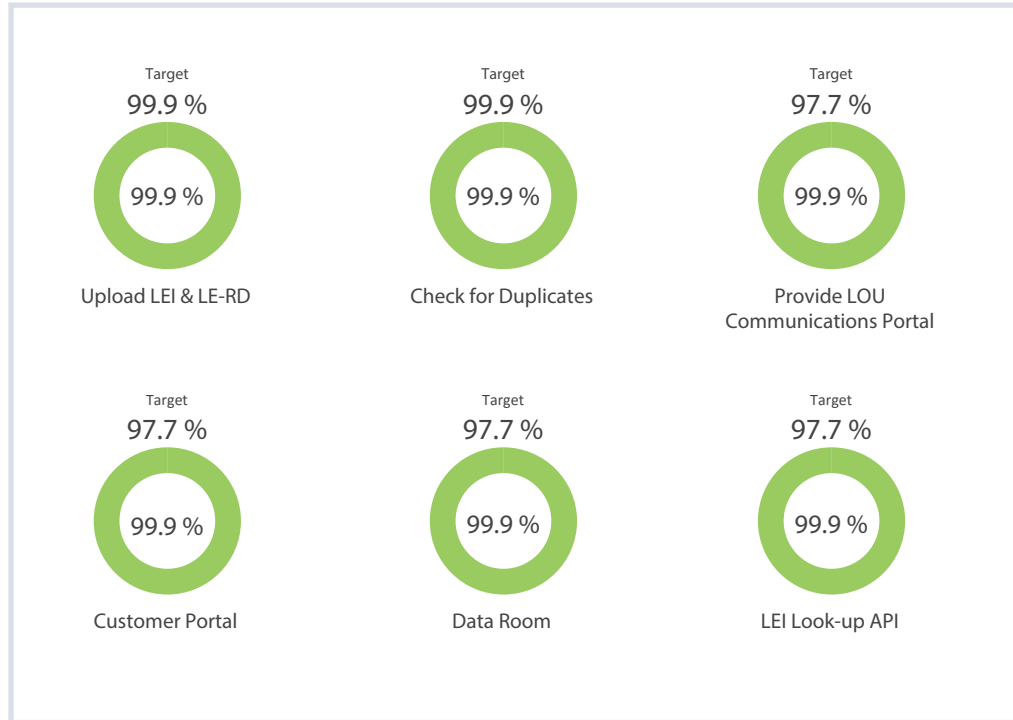 Target
99.9 %
99.9 %
Upload LEI & LE-RD
Target
99.9 %
99.9 %
Check for Duplicates
Target
97.7 %
99.9 %
Provide LOU
Communications Portal
Target
97.7 %
99.9 %
Customer Portal
Target
97.7 %
99.9 %
Data Room
Target
97.7 %
99.9 %
LEI Look-up API